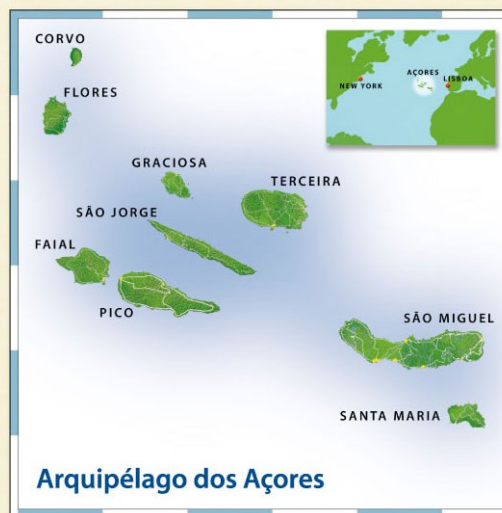 CORVO
FLORES
GRACIOSA
TERCEIRA
SÃO JORGE
FAIAL
PICO
SÃO MIGUEL
SANTA MARIA
AÇORES
LISBOA
NEW YORK
Arquipélago dos Açores